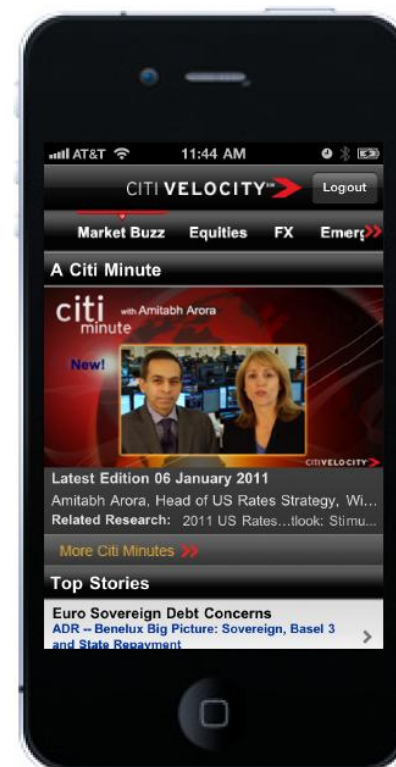 AT&T 11:44 AM
CITI VELOCITY SM Logout
Market Buzz Equities FX Emerg
A Citi Minute
citi minute with Amitabh Arora
New!
CITIVELOCITY
Latest Edition 06 January 2011
Amitabh Arora, Head of US Rates Strategy, Wi...
Related Research: 2011 US Rates...tlook: Stimu...
More Citi Minutes
Top Stories
Euro Sovereign Debt Concerns
ADR -- Benelux Big Picture: Sovereign, Basel 3
and State Repayment